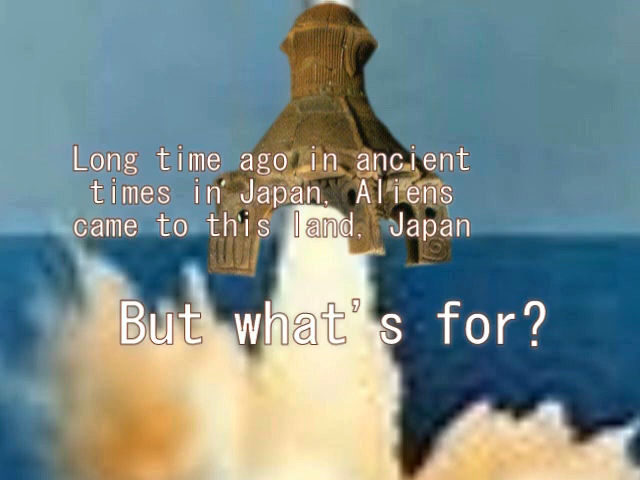 Long time ago in ancient
times in Japan, Aliens
came to this land, Japan
But what's for?